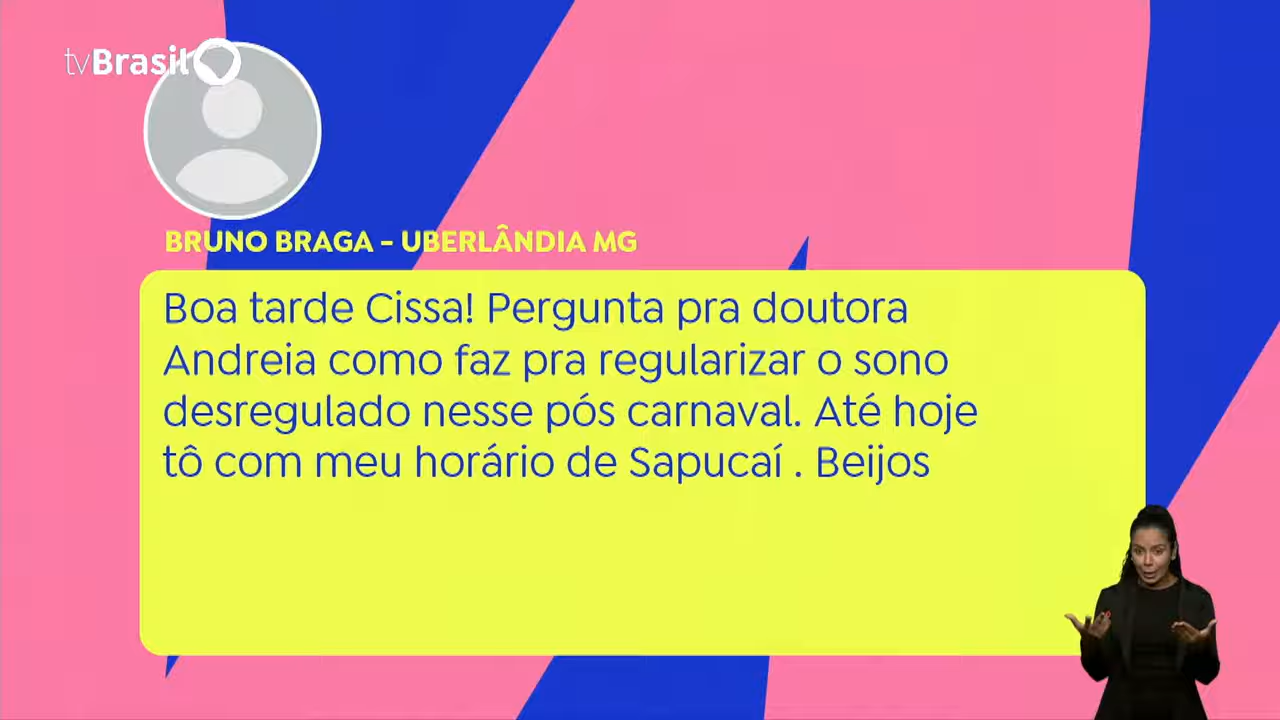 tvBrasil
BRUNO BRAGA - UBERLÂNDIA MG
Boa tarde Cissa! Pergunta pra doutora
Andreia como faz pra regularizar o sono
desregulado nesse pós carnaval. Até hoje
tô com meu horário de Sapucaí . Beijos